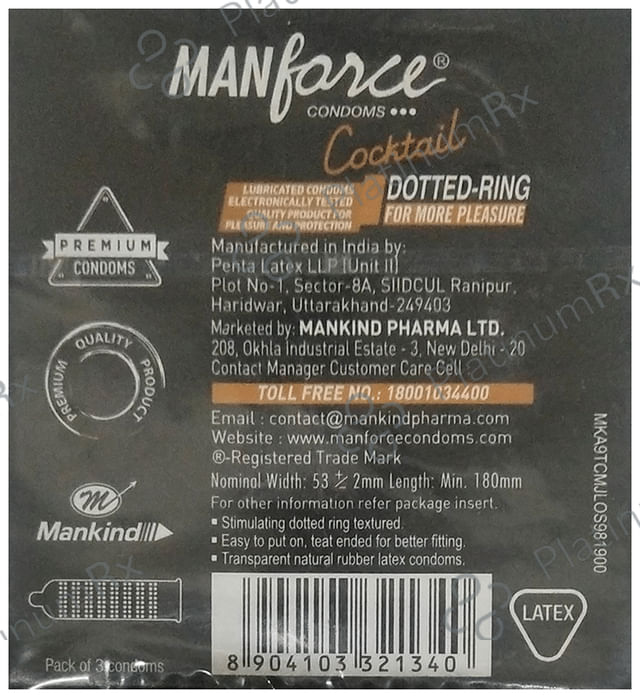 MANforce®
CONDOMS •••
Cocktail
LUBRICATED CONDOMS
ELECTRONICALLY TESTED
QUALITY PRODUCT FOR
PLEASURE AND PROTECTION
DOTTED-RING
FOR MORE PLEASURE
PREMIUM
CONDOMS
Manufactured in India by:
Penta Latex LLP (Unit II)
Plot No-1, Sector-8A, SIIDCUL Ranipur,
Haridwar, Uttarakhand-249403
Marketed by: MANKIND PHARMA LTD.
208, Okhla Industrial Estate - 3, New Delhi - 20
Contact Manager Customer Care Cell
PREMIUM QUALITY PRODUCT
TOLL FREE NO.: 18001034400
Email : contact@mankindpharma.com
Website : www.manforcecondoms.com
®-Registered Trade Mark
Nominal Width: 53 ± 2mm Length: Min. 180mm
For other information refer package insert.
▪ Stimulating dotted ring textured.
▪ Easy to put on, teat ended for better fitting.
▪ Transparent natural rubber latex condoms.
m
Mankind
MKA9TCMJLOS981900
LATEX
Pack of 3 condoms
8 904103 321340
PlatinumRx